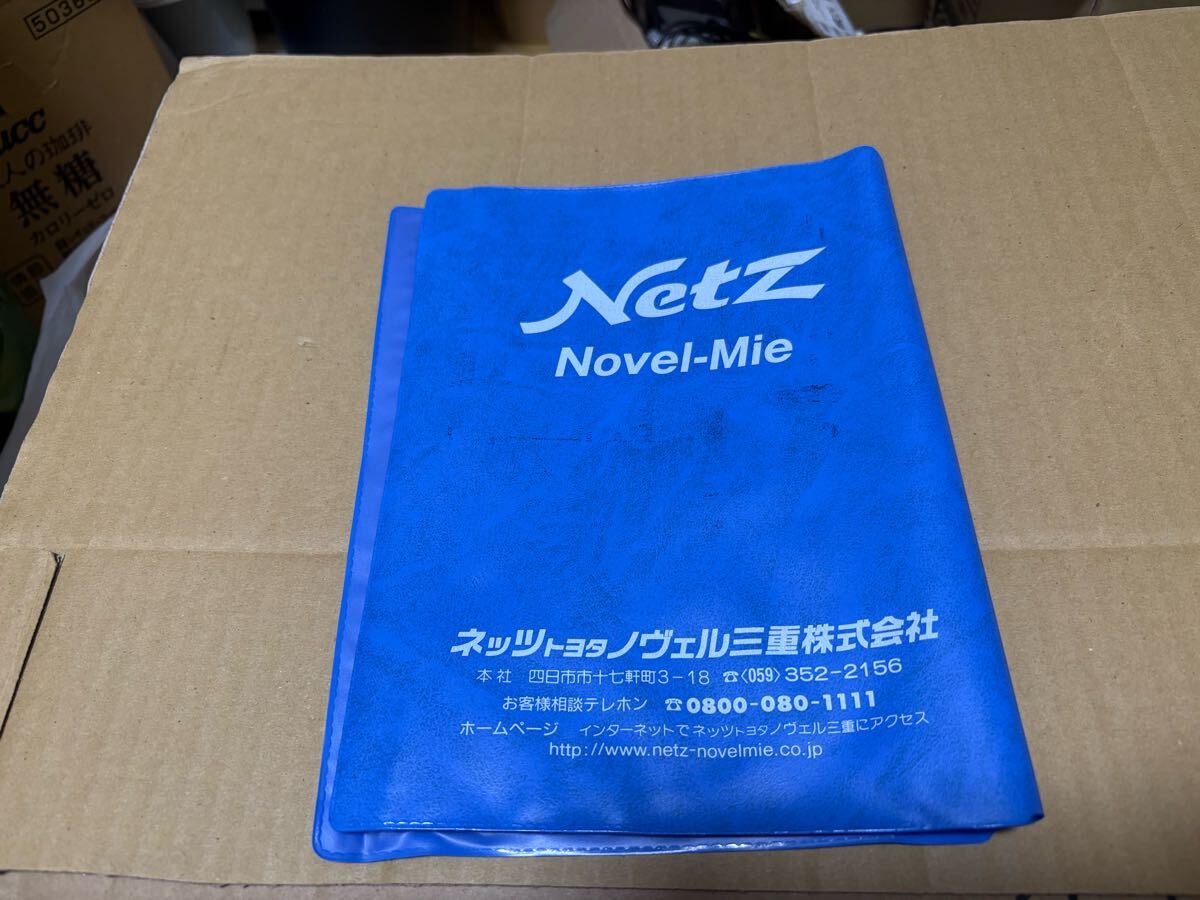 ucc
人の珈琲
無糖
カロリーゼロ
Netz
Novel-Mie
ネッツトヨタノヴェル三重株式会社
本社 四日市市十七軒町3-18 ☎〈059〉352-2156
お客様相談テレホン ☎0800-080-1111
ホームページ インターネットでネッツトヨタノヴェル三重にアクセス
http://www.netz-novelmie.co.jp